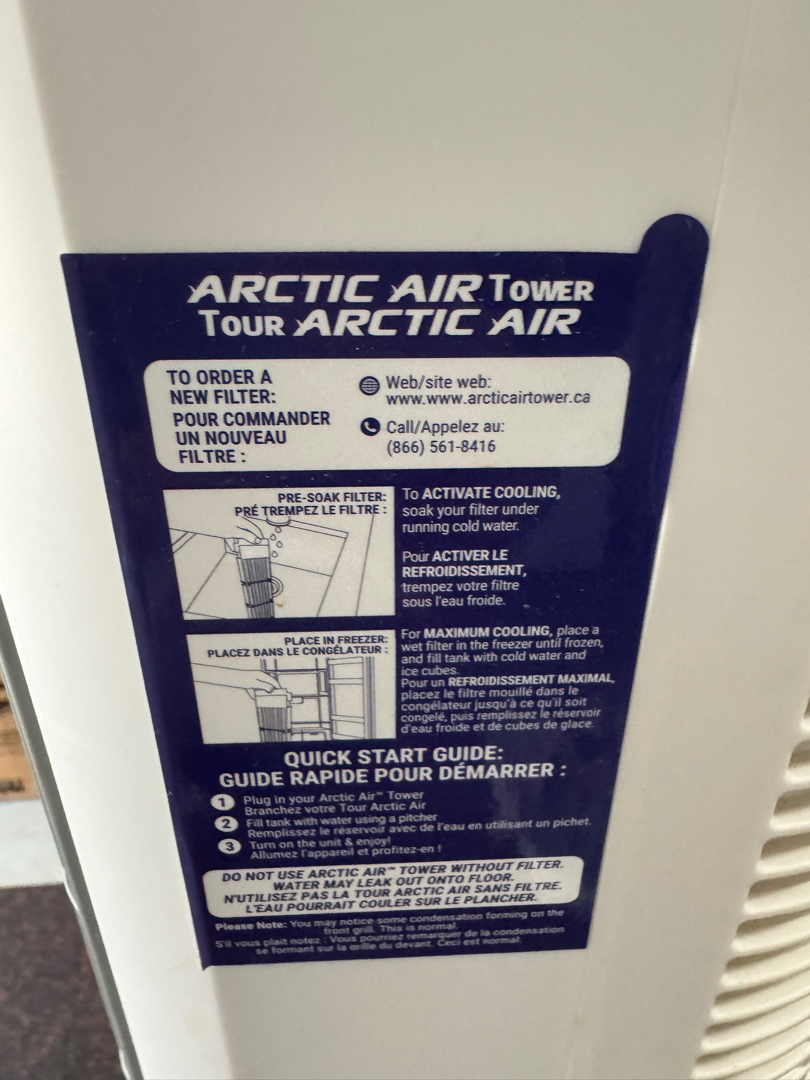 ARCTIC AIR TOWER
TOUR ARCTIC AIR
TO ORDER A
NEW FILTER:
POUR COMMANDER
UN NOUVEAU
FILTRE :
Web/site web:
www.www.arcticairtower.ca
Call/Appelez au:
(866) 561-8416
PRE-SOAK FILTER:
PRÉ TREMPEZ LE FILTRE :
To ACTIVATE COOLING,
soak your filter under
running cold water.
Pour ACTIVER LE
REFROIDISSEMENT,
trempez votre filtre
sous l'eau froide.
PLACE IN FREEZER:
PLACEZ DANS LE CONGÉLATEUR :
For MAXIMUM COOLING, place a
wet filter in the freezer until frozen,
and fill tank with cold water and
ice cubes.
Pour un REFROIDISSEMENT MAXIMAL,
placez le filtre mouillé dans le
congélateur jusqu'à ce qu'il soit
congelé, puis remplissez le réservoir
d'eau froide et de cubes de glace.
QUICK START GUIDE:
GUIDE RAPIDE POUR DÉMARRER :
1 Plug in your Arctic Air™ Tower
Branchez votre Tour Arctic Air
2 Fill tank with water using a pitcher
Remplissez le réservoir avec de l'eau en utilisant un pichet.
3 Turn on the unit & enjoy!
Allumez l'appareil et profitez-en !
DO NOT USE ARCTIC AIR™ TOWER WITHOUT FILTER.
WATER MAY LEAK OUT ONTO FLOOR.
N'UTILISEZ PAS LA TOUR ARCTIC AIR SANS FILTRE.
L'EAU POURRAIT COULER SUR LE PLANCHER.
Please Note: You may notice some condensation forming on the
front grill. This is normal.
S'il vous plait notez : Vous pourriez remarquer de la condensation
se formant sur la grille du devant. Ceci est normal.